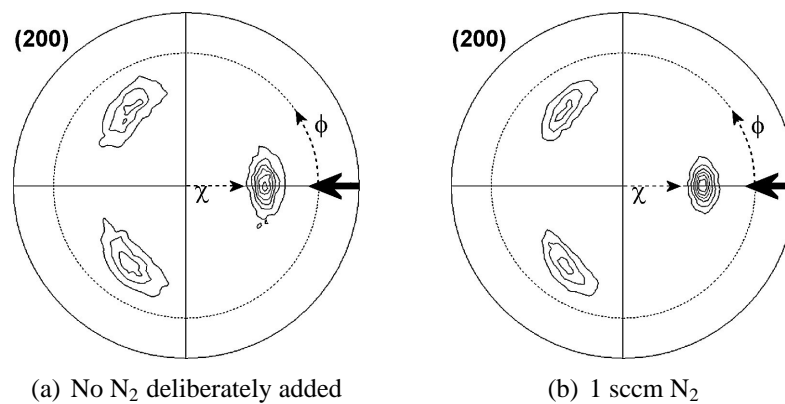 (200)
ϕ
χ
(a) No N₂ deliberately added
(200)
ϕ
χ
(b) 1 sccm N₂